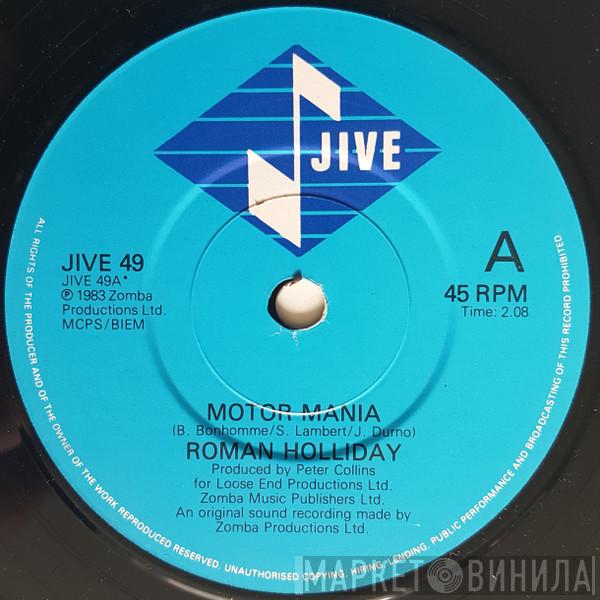 JIVE
JIVE 49
JIVE 49A*
℗ 1983 Zomba
Productions Ltd.
MCPS/BIEM
A
45 RPM
Time: 2.08
MOTOR MANIA
(B. Bonhomme/S. Lambert/J. Durno)
ROMAN HOLLIDAY
Produced by Peter Collins
for Loose End Productions Ltd.
Zomba Music Publishers Ltd.
An original sound recording made by
Zomba Productions Ltd.
ALL RIGHTS OF THE PRODUCER AND OF THE OWNER OF THE WORK REPRODUCED RESERVED. UNAUTHORISED COPYING, HIRING, LENDING, PUBLIC PERFORMANCE AND BROADCASTING OF THIS RECORD PROHIBITED.
МАРКЕТ ВИНИЛА